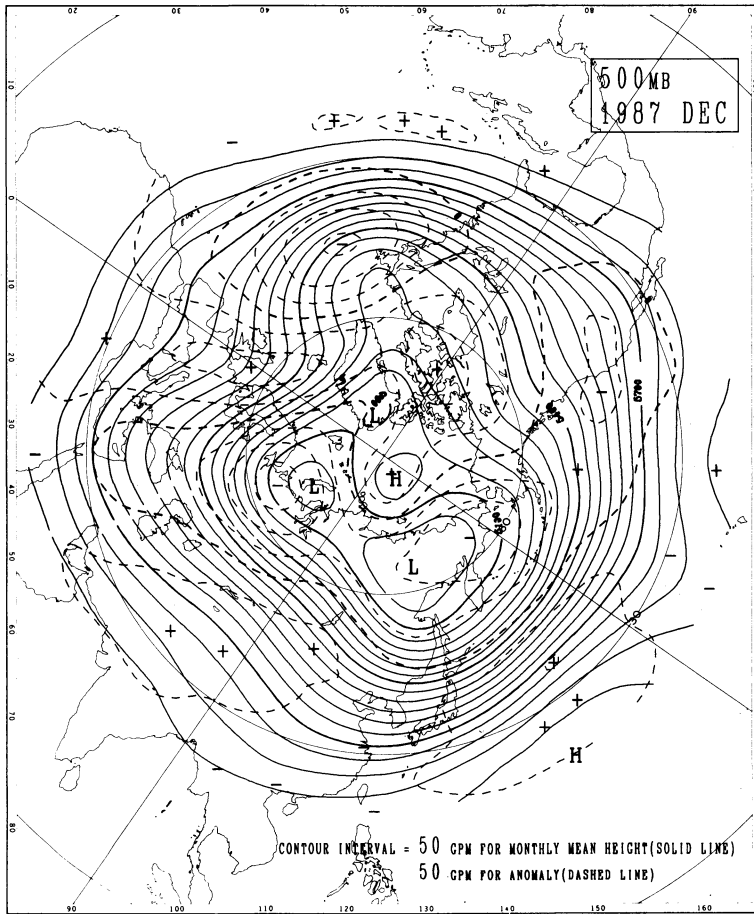 20 30 40 50 60 70 80 90
500MB
1987 DEC
10
0
10
20
30
40
50
60
70
80
160
150
5700
L
H
L
L
H
CONTOUR INTERVAL = 50 GPM FOR MONTHLY MEAN HEIGHT(SOLID LINE)
50 GPM FOR ANOMALY(DASHED LINE)
90 100 110 120 130 140